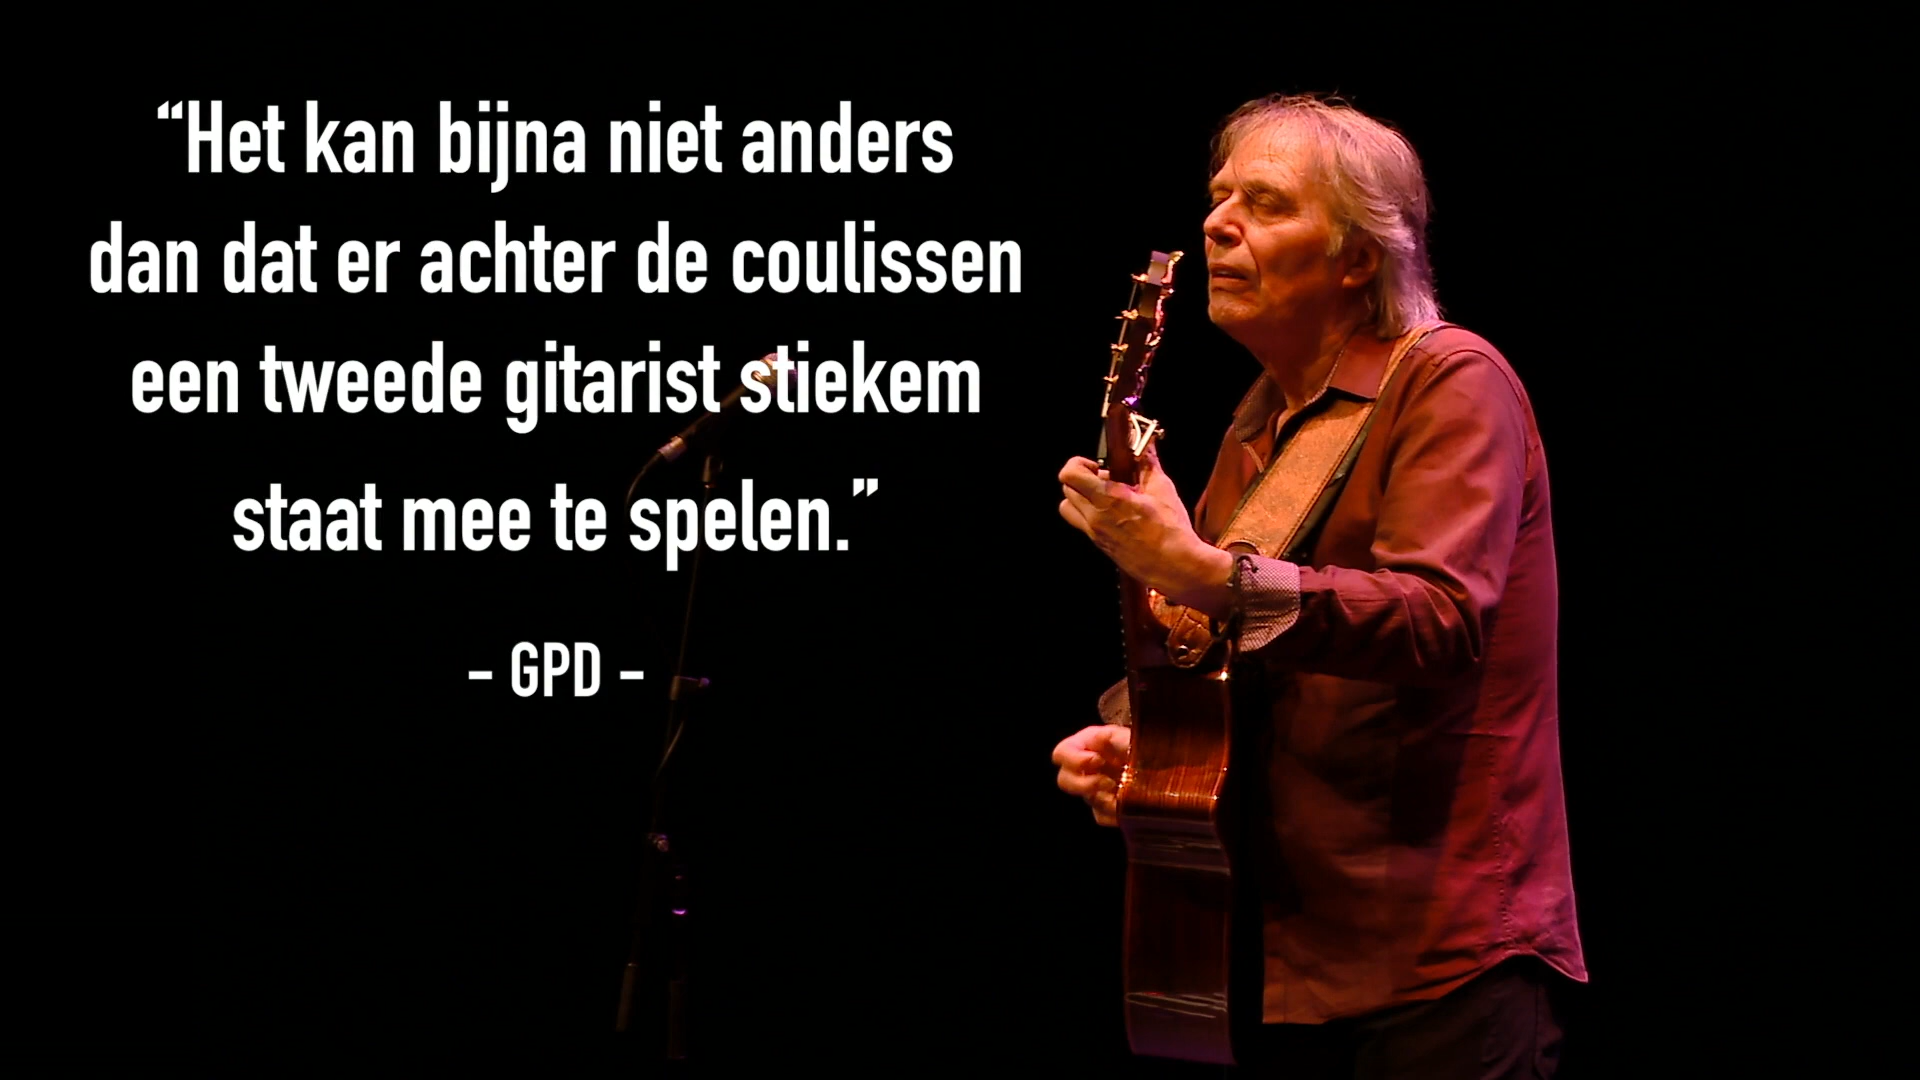 “Het kan bijna niet anders
dan dat er achter de coulissen
een tweede gitarist stiekem
staat mee te spelen.”
- GPD -